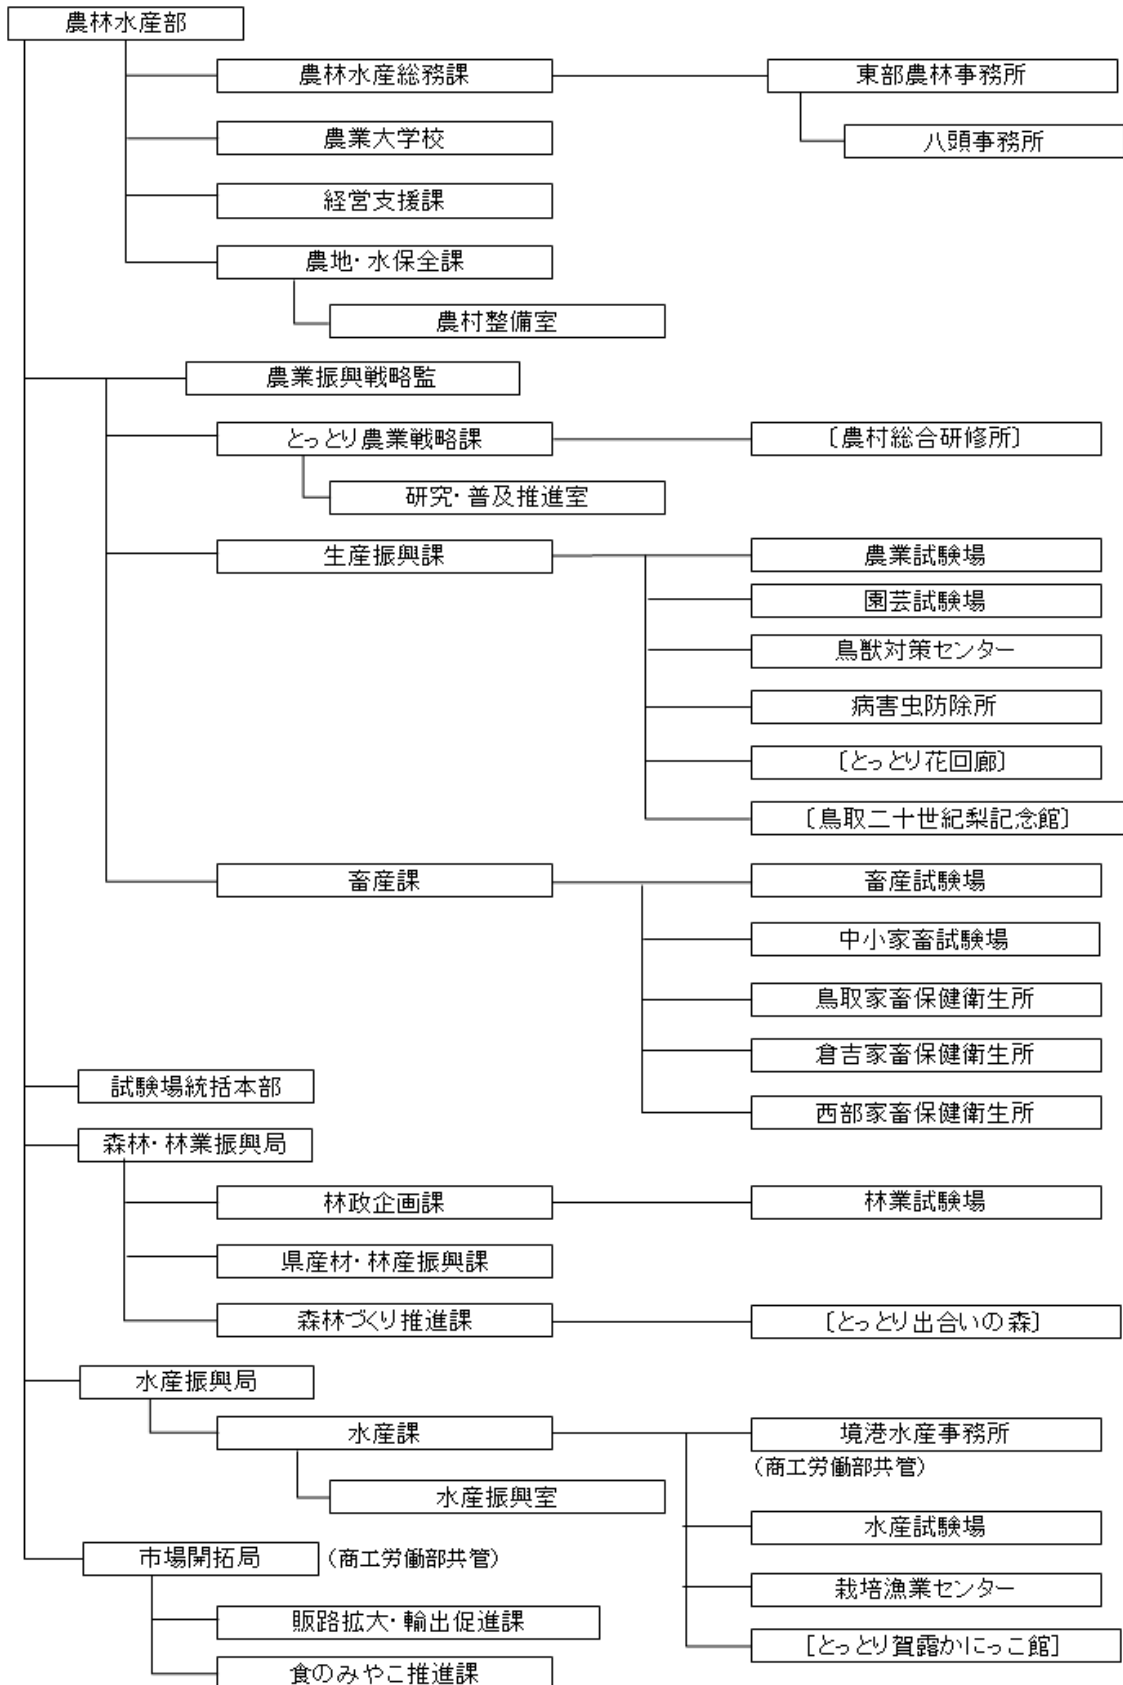 農林水産部
農林水産総務課
東部農林事務所
八頭事務所
農業大学校
経営支援課
農地・水保全課
農村整備室
農業振興戦略監
とっとり農業戦略課
〔農村総合研修所〕
研究・普及推進室
生産振興課
農業試験場
園芸試験場
鳥獣対策センター
病害虫防除所
〔とっとり花回廊〕
〔鳥取二十世紀梨記念館〕
畜産課
畜産試験場
中小家畜試験場
鳥取家畜保健衛生所
倉吉家畜保健衛生所
西部家畜保健衛生所
試験場統括本部
森林・林業振興局
林政企画課
林業試験場
県産材・林産振興課
森林づくり推進課
〔とっとり出合いの森〕
水産振興局
水産課
境港水産事務所
（商工労働部共管）
水産振興室
水産試験場
栽培漁業センター
［とっとり賀露かにっこ館］
市場開拓局
（商工労働部共管）
販路拡大・輸出促進課
食のみやこ推進課